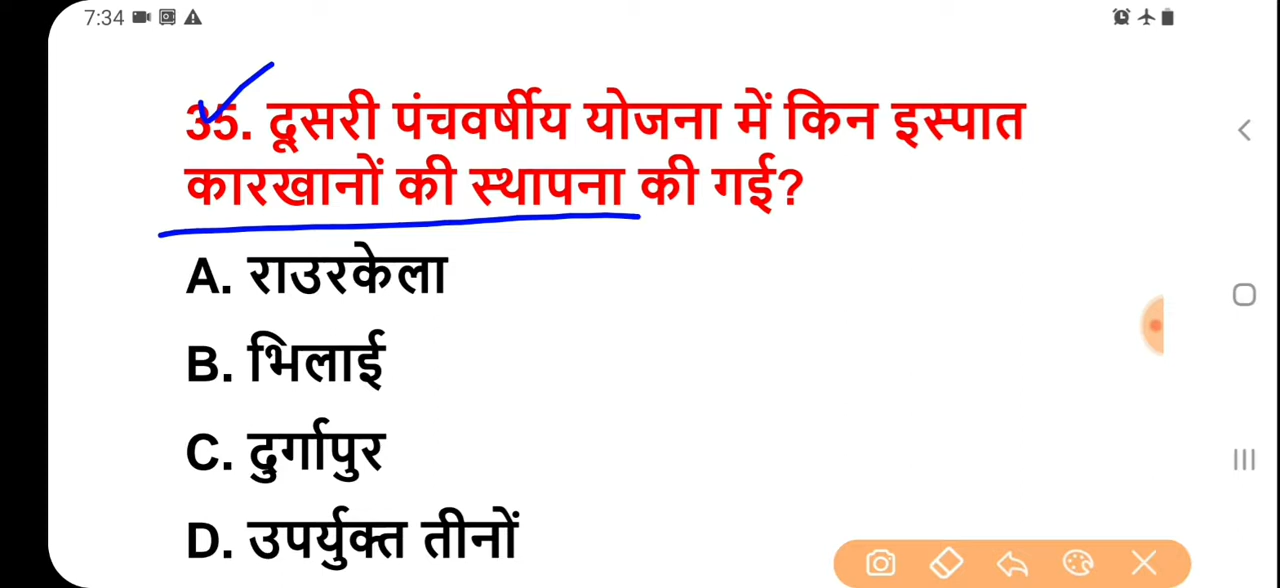 7:34
35. दूसरी पंचवर्षीय योजना में किन इस्पात
कारखानों की स्थापना की गई?
A. राउरकेला
B. भिलाई
C. दुर्गापुर
D. उपर्युक्त तीनों